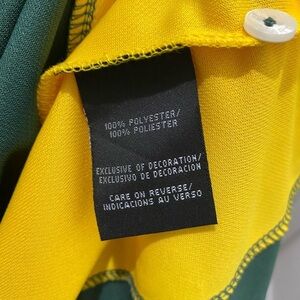 100% POLYESTER/
100% POLIESTER
EXCLUSIVE OF DECORATION/
EXCLUSIVO DE DECORACION
CARE ON REVERSE/
INDICACIONS AU VERSO